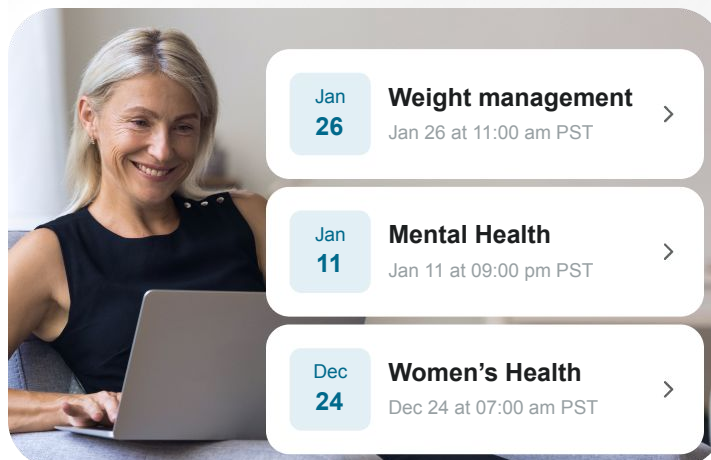 Jan
26
Weight management
Jan 26 at 11:00 am PST
Jan
11
Mental Health
Jan 11 at 09:00 pm PST
Dec
24
Women’s Health
Dec 24 at 07:00 am PST